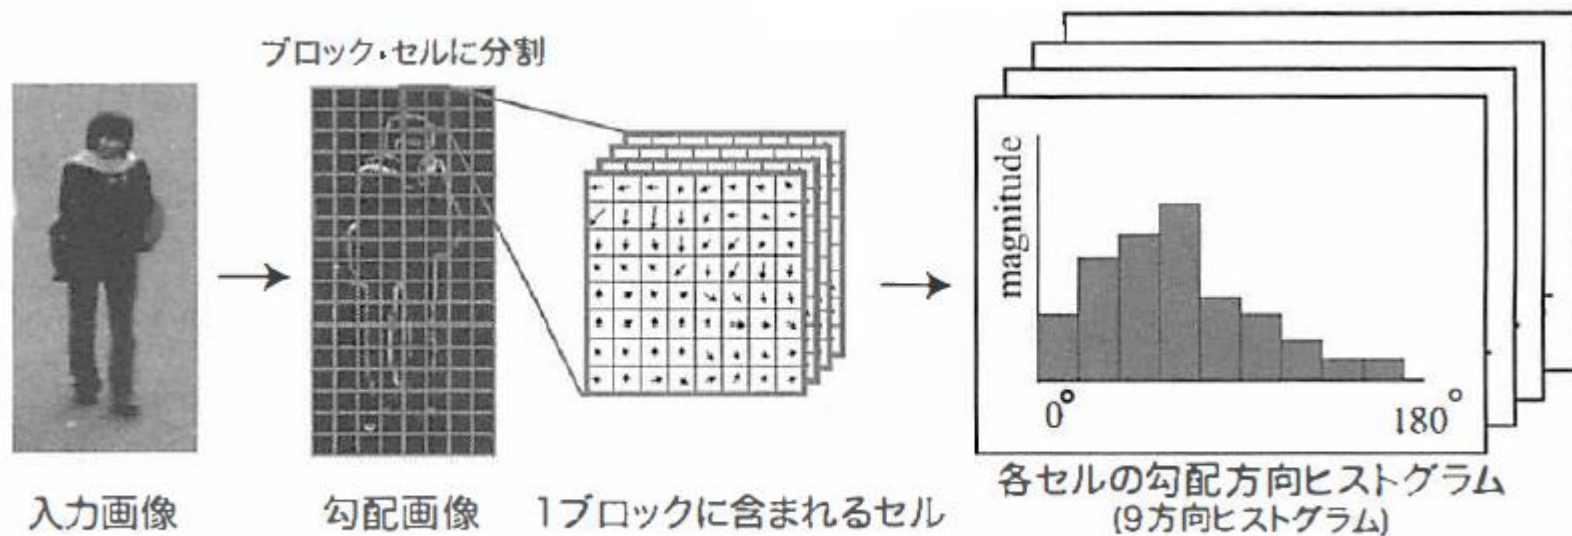 ブロック・セルに分割
magnitude
0°
180°
入力画像
勾配画像
1ブロックに含まれるセル
各セルの勾配方向ヒストグラム
(9方向ヒストグラム)